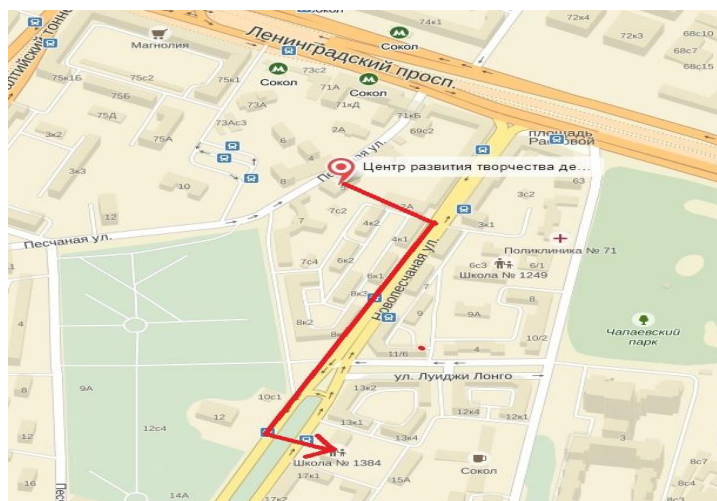 Сокол
74к1
72к4
68с10
72к3
68с7
68с15
Магнолия
Ленинградский просп.
Сокол
Сокол
75к1Б
75с2
75к1
73с2
71А
71кД
71кБ
75Б
73А
75Д
73Ас3
2А
69с2
площадь
3к2
75А
6
4
3к3
10
8
Центр развития творчества де...
63
12
7с2
7А
3с2
Песчаная ул.
7
4к2
3к1
4к1
Поликлиника № 71
7с4
6к2
6с3
6/1
Школа № 1249
6к1
Новопесчаная ул.
7
8
8к3
4
8к2
9
9А
10/2
Чапаевский
парк
11/6
4
9А
ул. Луиджи Лонго
10с1
13к2
12
12к4
12к1
12с4
13к1
13к4
3
Школа № 1384
Сокол
8с7
16
14А
17к1
15А
8с2
17к2